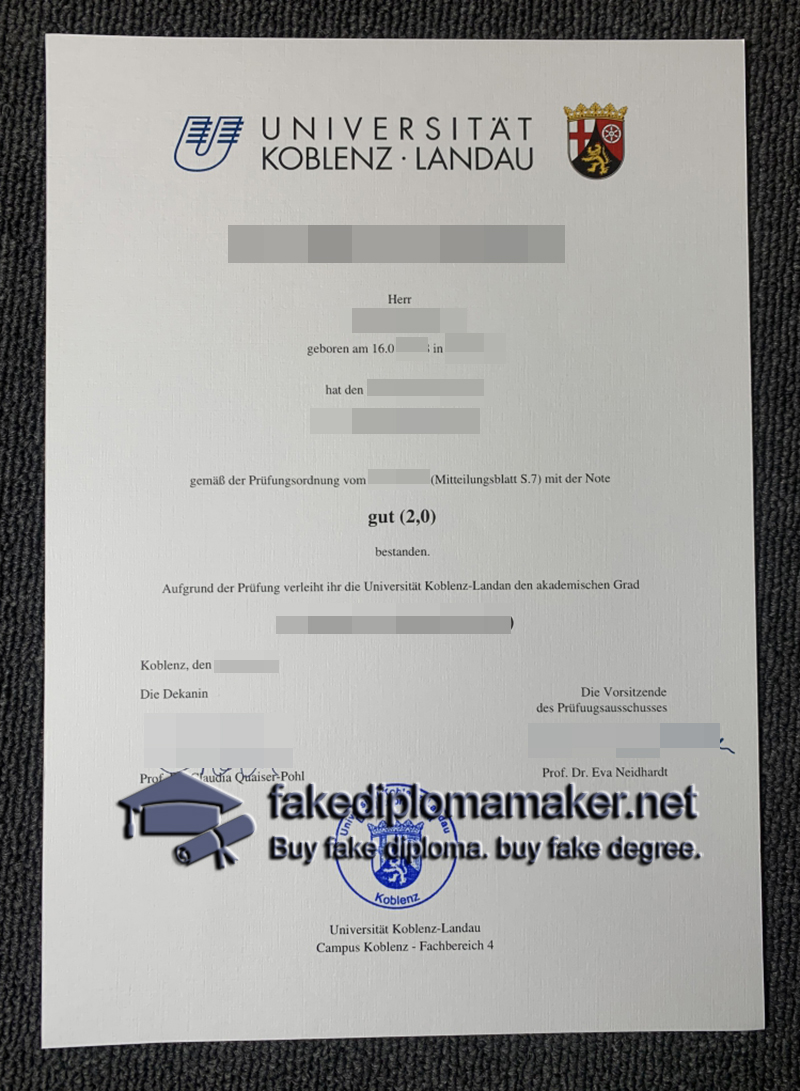 UNIVERSITÄT
KOBLENZ · LANDAU
Herr
geboren am 16.0 in
hat den
gemäß der Prüfungsordnung vom (Mitteilungsblatt S.7) mit der Note
gut (2,0)
bestanden.
Aufgrund der Prüfung verleiht ihr die Universität Koblenz-Landan den akademischen Grad
)
Koblenz, den
Die Dekanin
Die Vorsitzende
des Prüfuugsausschusses
Prof. Claudia Quaiser-Pohl
Prof. Dr. Eva Neidhardt
fakediplomamaker.net
Buy fake diploma. buy fake degree.
Koblenz
Universität Koblenz-Landau
Campus Koblenz - Fachbereich 4